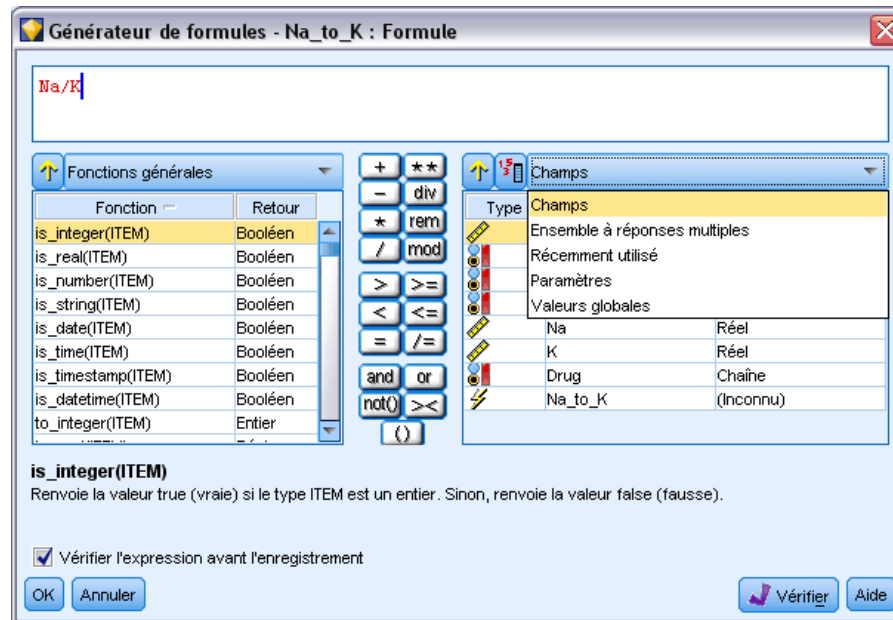 Générateur de formules - Na_to_K : Formule
Na/K
Fonctions générales
Fonction Retour
is_integer(ITEM) Booléen
is_real(ITEM) Booléen
is_number(ITEM) Booléen
is_string(ITEM) Booléen
is_date(ITEM) Booléen
is_time(ITEM) Booléen
is_timestamp(ITEM) Booléen
is_datetime(ITEM) Booléen
to_integer(ITEM) Entier
+ **
- div
* rem
/ mod
> >=
< <=
= /=
and or
not() ><
()
Champs
Type
Champs
Ensemble à réponses multiples
Récemment utilisé
Paramètres
Valeurs globales
Na Réel
K Réel
Drug Chaîne
Na_to_K (Inconnu)
is_integer(ITEM)
Renvoie la valeur true (vraie) si le type ITEM est un entier. Sinon, renvoie la valeur false (fausse).
Vérifier l'expression avant l'enregistrement
OK Annuler Vérifier Aide